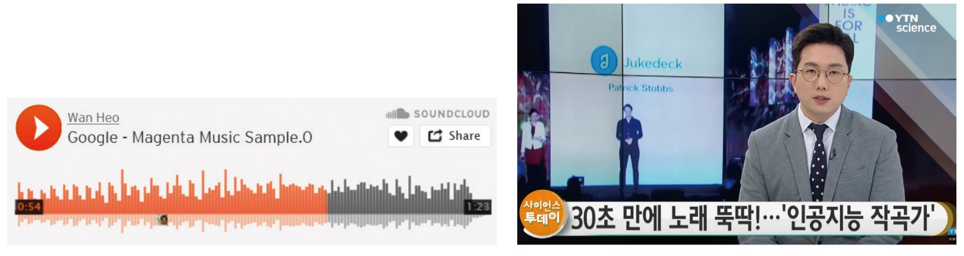 Wan Heo
Google - Magenta Music Sample.O
SOUNDCLOUD
Share
0:54
1:23
IS
FOR
YTN
science
Jukedeck
Patrick Stobbs
사이언스
투데이
30초 만에 노래 뚝딱!…'인공지능 작곡가'